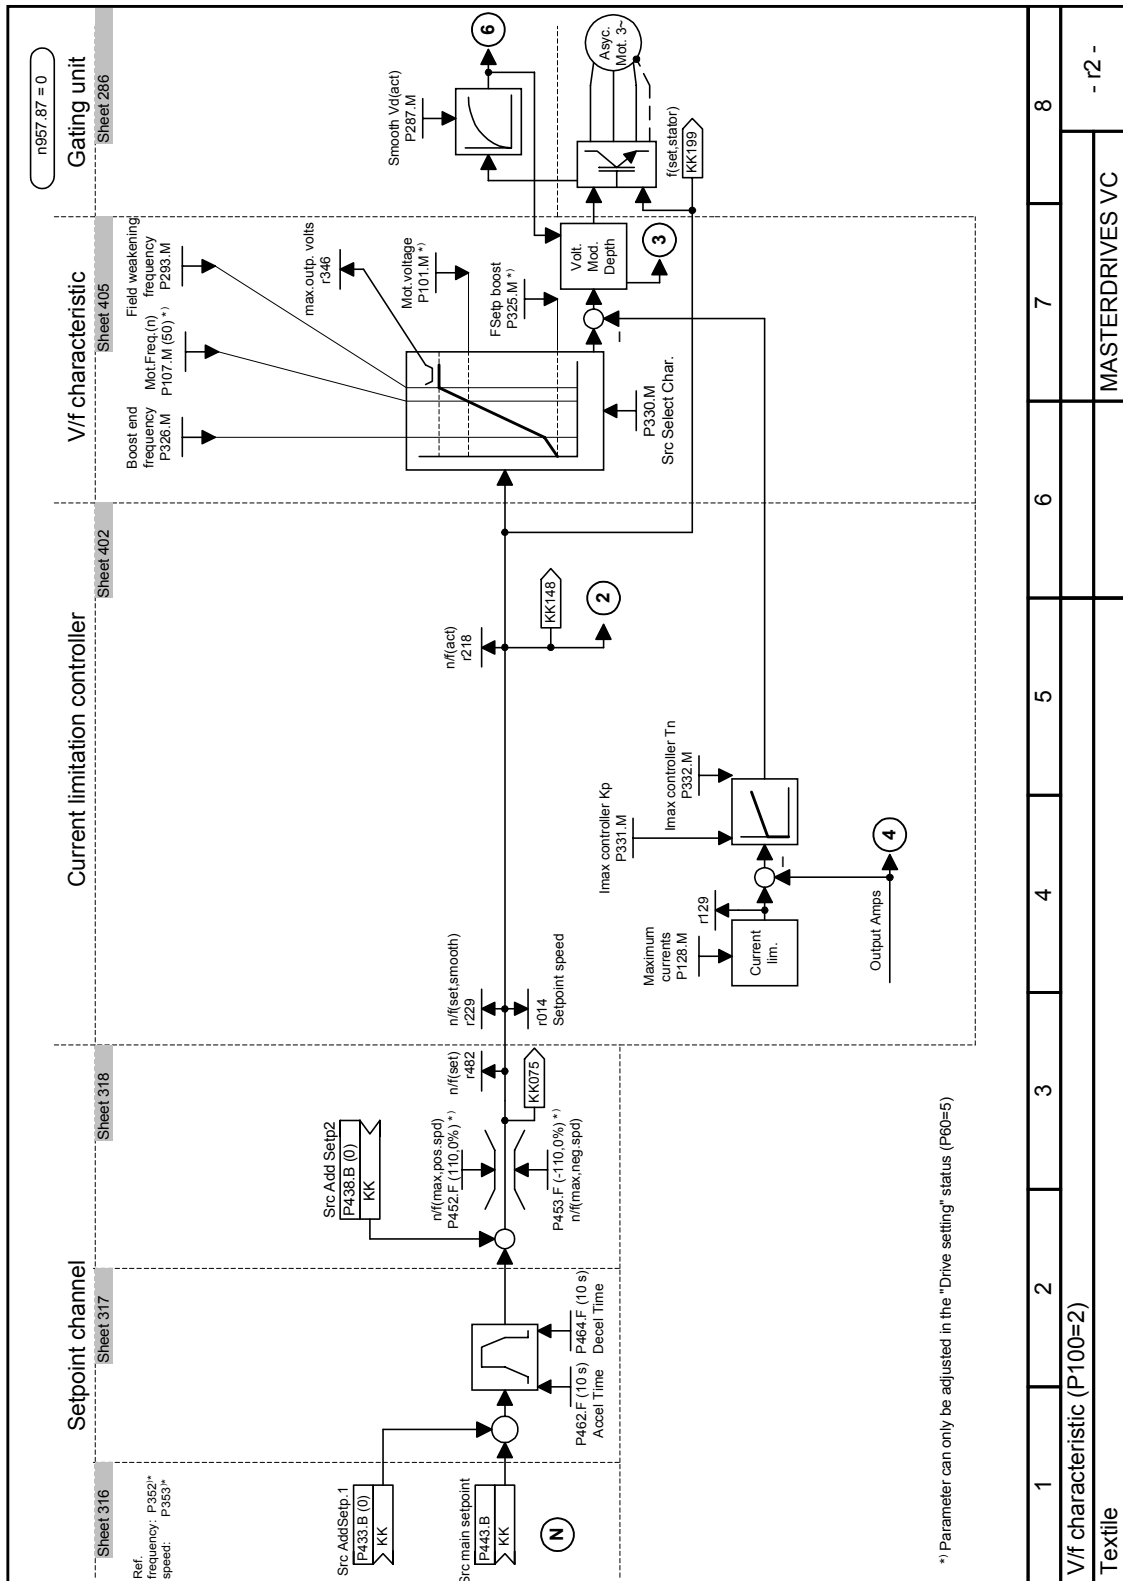 n957.87 = 0
Setpoint channel
Current limitation controller
V/f characteristic
Gating unit
Sheet 316
Sheet 317
Sheet 318
Sheet 402
Sheet 405
Sheet 286
Ref.
frequency: P352)*
speed: P353)*
Src AddSetp.1
P433.B (0)
KK
Src main setpoint
P443.B
KK
N
P462.F (10 s)
Accel Time
P464.F (10 s)
Decel Time
Src Add Setp2
P438.B (0)
KK
n/f(max,pos.spd)
P452.F (110,0%) *)
P453.F (-110,0%) *)
n/f(max,neg.spd)
n/f(set)
r482
KK075
n/f(set,smooth)
r229
r014
Setpoint speed
n/f(act)
r218
KK148
2
Maximum
currents
P128.M
r129
Current
lim.
Imax controller Kp
P331.M
Imax controller Tn
P332.M
–
Output Amps
4
Boost end
frequency
P326.M
Mot.Freq.(n)
P107.M (50) *)
Field weakening
frequency
P293.M
max.outp. volts
r346
Mot.voltage
P101.M *)
FSetp boost
P325.M *)
P330.M
Src Select Char.
–
Volt.
Mod.
Depth
3
Smooth Vd(act)
P287.M
6
Asyc.
Mot. 3~
f(set,stator)
KK199
*) Parameter can only be adjusted in the "Drive setting" status (P60=5)
1 2 3 4 5 6 7 8
V/f characteristic (P100=2)
Textile
MASTERDRIVES VC
- r2 -